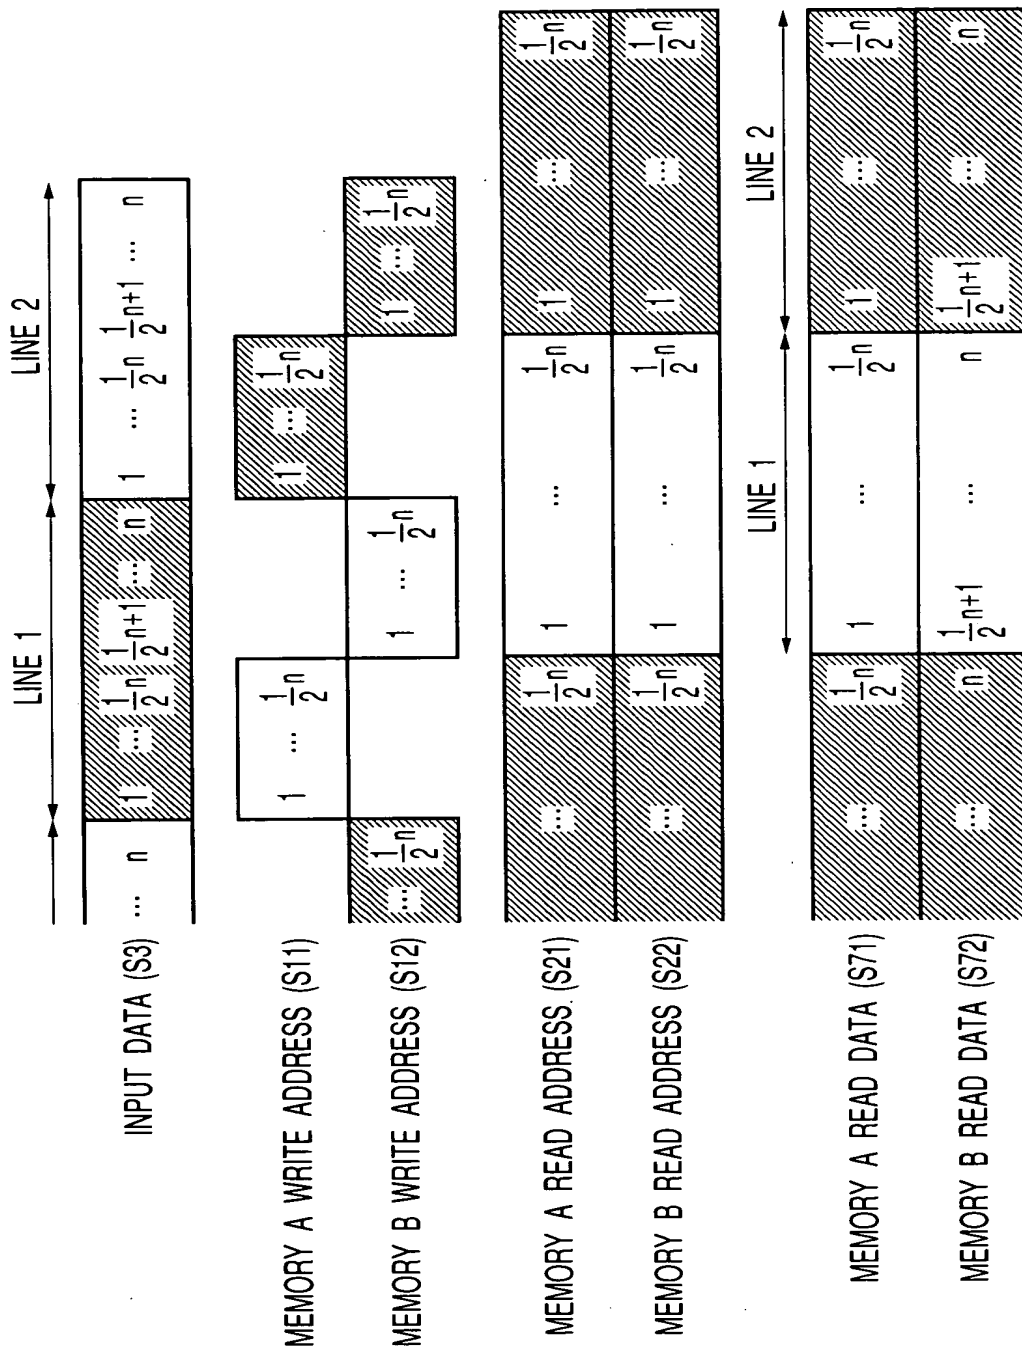 LINE 1 LINE 2
INPUT DATA (S3) ... n 1 ... 1/2n 1/2n+1 ... n 1 ... 1/2n 1/2n+1 ... n
MEMORY A WRITE ADDRESS (S11) 1 ... 1/2n 1 ... 1/2n
MEMORY B WRITE ADDRESS (S12) ... 1/2n 1 ... 1/2n 1 ... 1/2n
MEMORY A READ ADDRESS. (S21) ... 1/2n 1 ... 1/2n 1 ... 1/2n
MEMORY B READ ADDRESS (S22) ... 1/2n 1 ... 1/2n 1 ... 1/2n
LINE 1 LINE 2
MEMORY A READ DATA (S71) ... 1/2n 1 ... 1/2n 1 ... 1/2n
MEMORY B READ DATA (S72) ... n 1/2n+1 ... n 1/2n+1 ... n